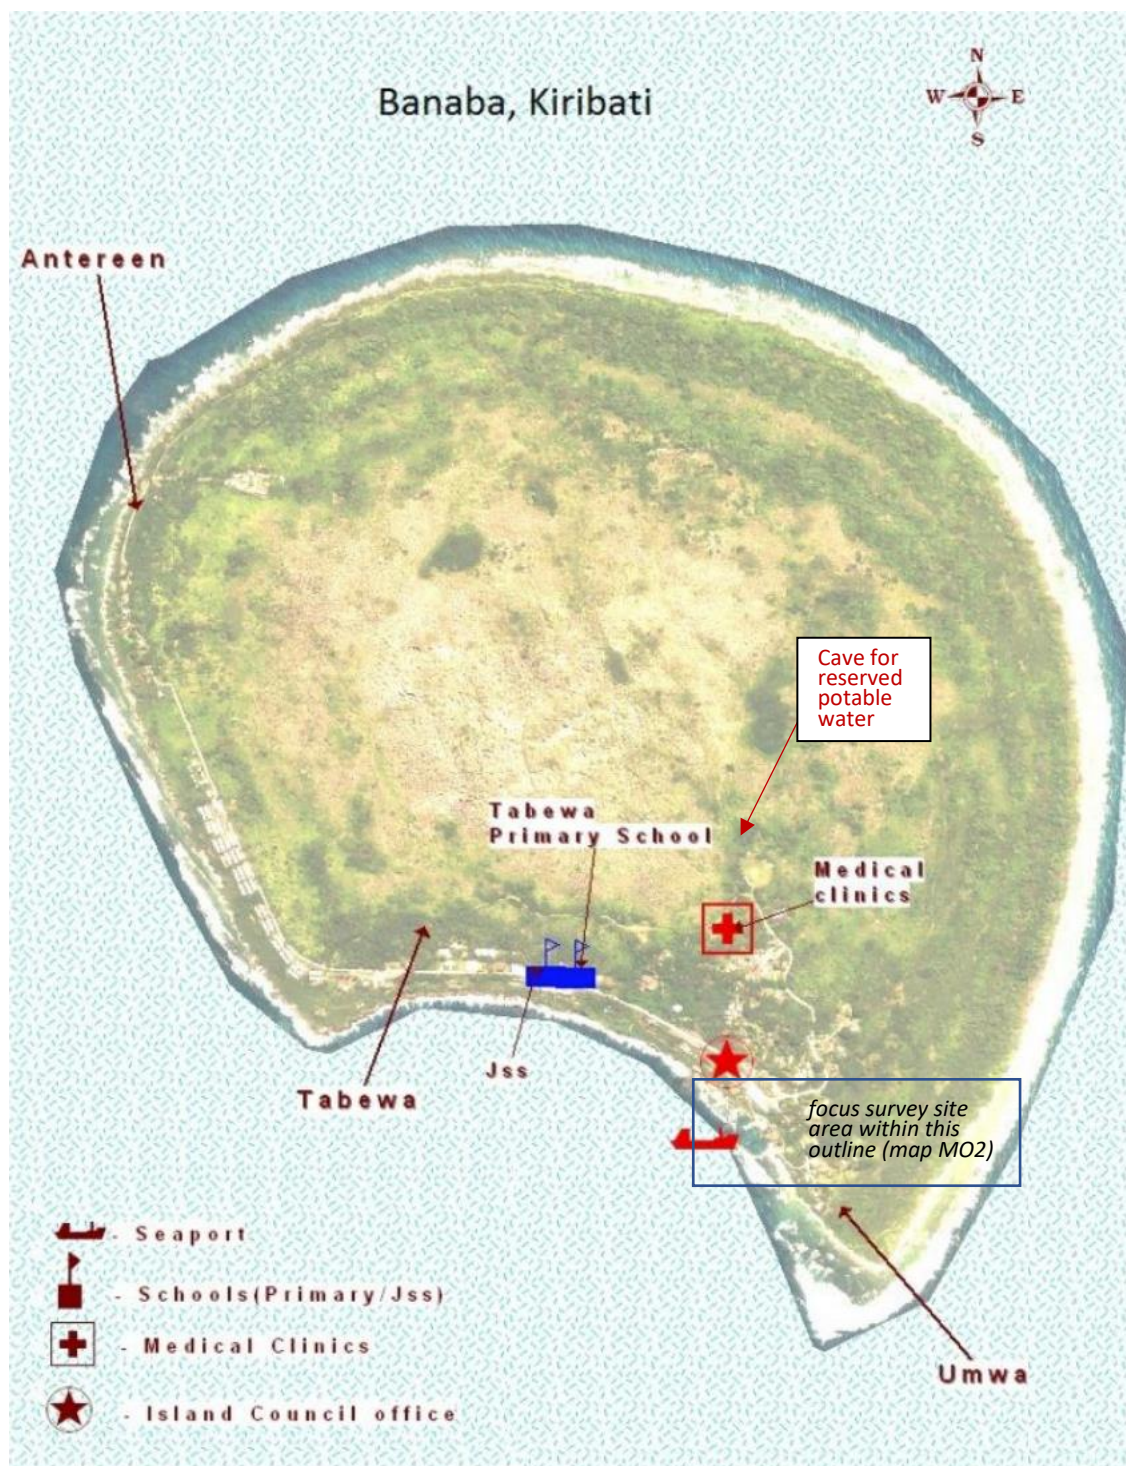 Banaba, Kiribati
N
W E
S
Antereen
Cave for
reserved
potable
water
Tabewa
Primary School
Medical
clinics
Jss
Tabewa
focus survey site
area within this
outline (map MO2)
- Seaport
- Schools(Primary/Jss)
- Medical Clinics
- Island Council office
Umwa